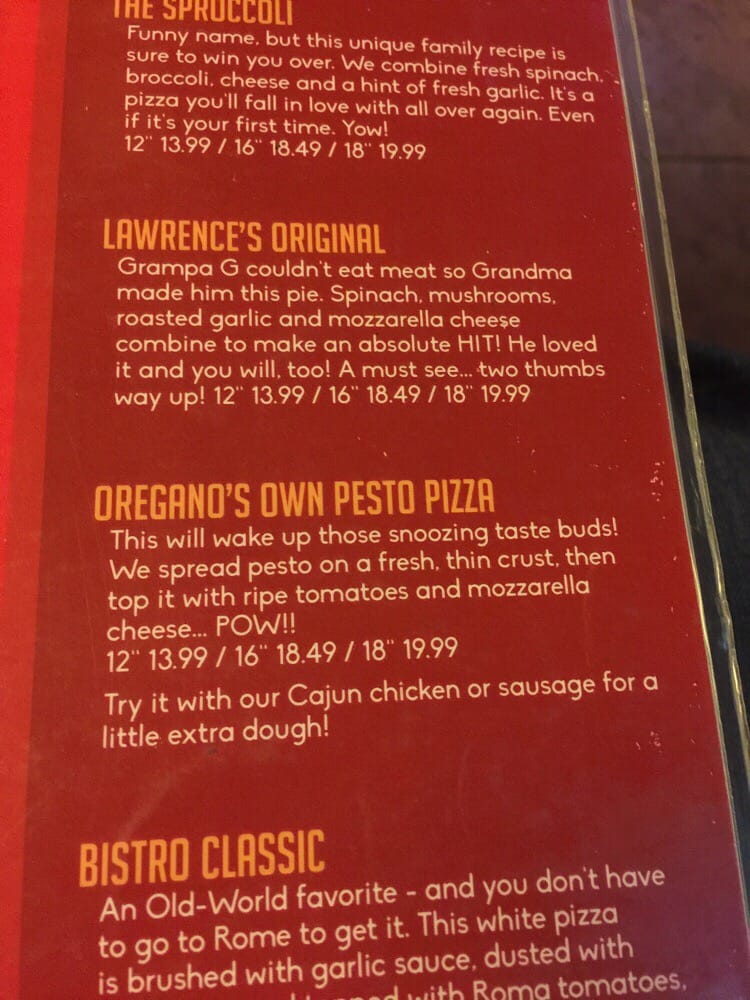 THE SPROCCOLI
Funny name, but this unique family recipe is
sure to win you over. We combine fresh spinach,
broccoli, cheese and a hint of fresh garlic. It's a
pizza you'll fall in love with all over again. Even
if it's your first time. Yow!
12" 13.99 / 16" 18.49 / 18" 19.99
LAWRENCE'S ORIGINAL
Grampa G couldn't eat meat so Grandma
made him this pie. Spinach, mushrooms,
roasted garlic and mozzarella cheese
combine to make an absolute HIT! He loved
it and you will, too! A must see... two thumbs
way up! 12" 13.99 / 16" 18.49 / 18" 19.99
OREGANO'S OWN PESTO PIZZA
This will wake up those snoozing taste buds!
We spread pesto on a fresh, thin crust, then
top it with ripe tomatoes and mozzarella
cheese... POW!!
12" 13.99 / 16" 18.49 / 18" 19.99
Try it with our Cajun chicken or sausage for a
little extra dough!
BISTRO CLASSIC
An Old-World favorite - and you don't have
to go to Rome to get it. This white pizza
is brushed with garlic sauce, dusted with
with Roma tomatoes,